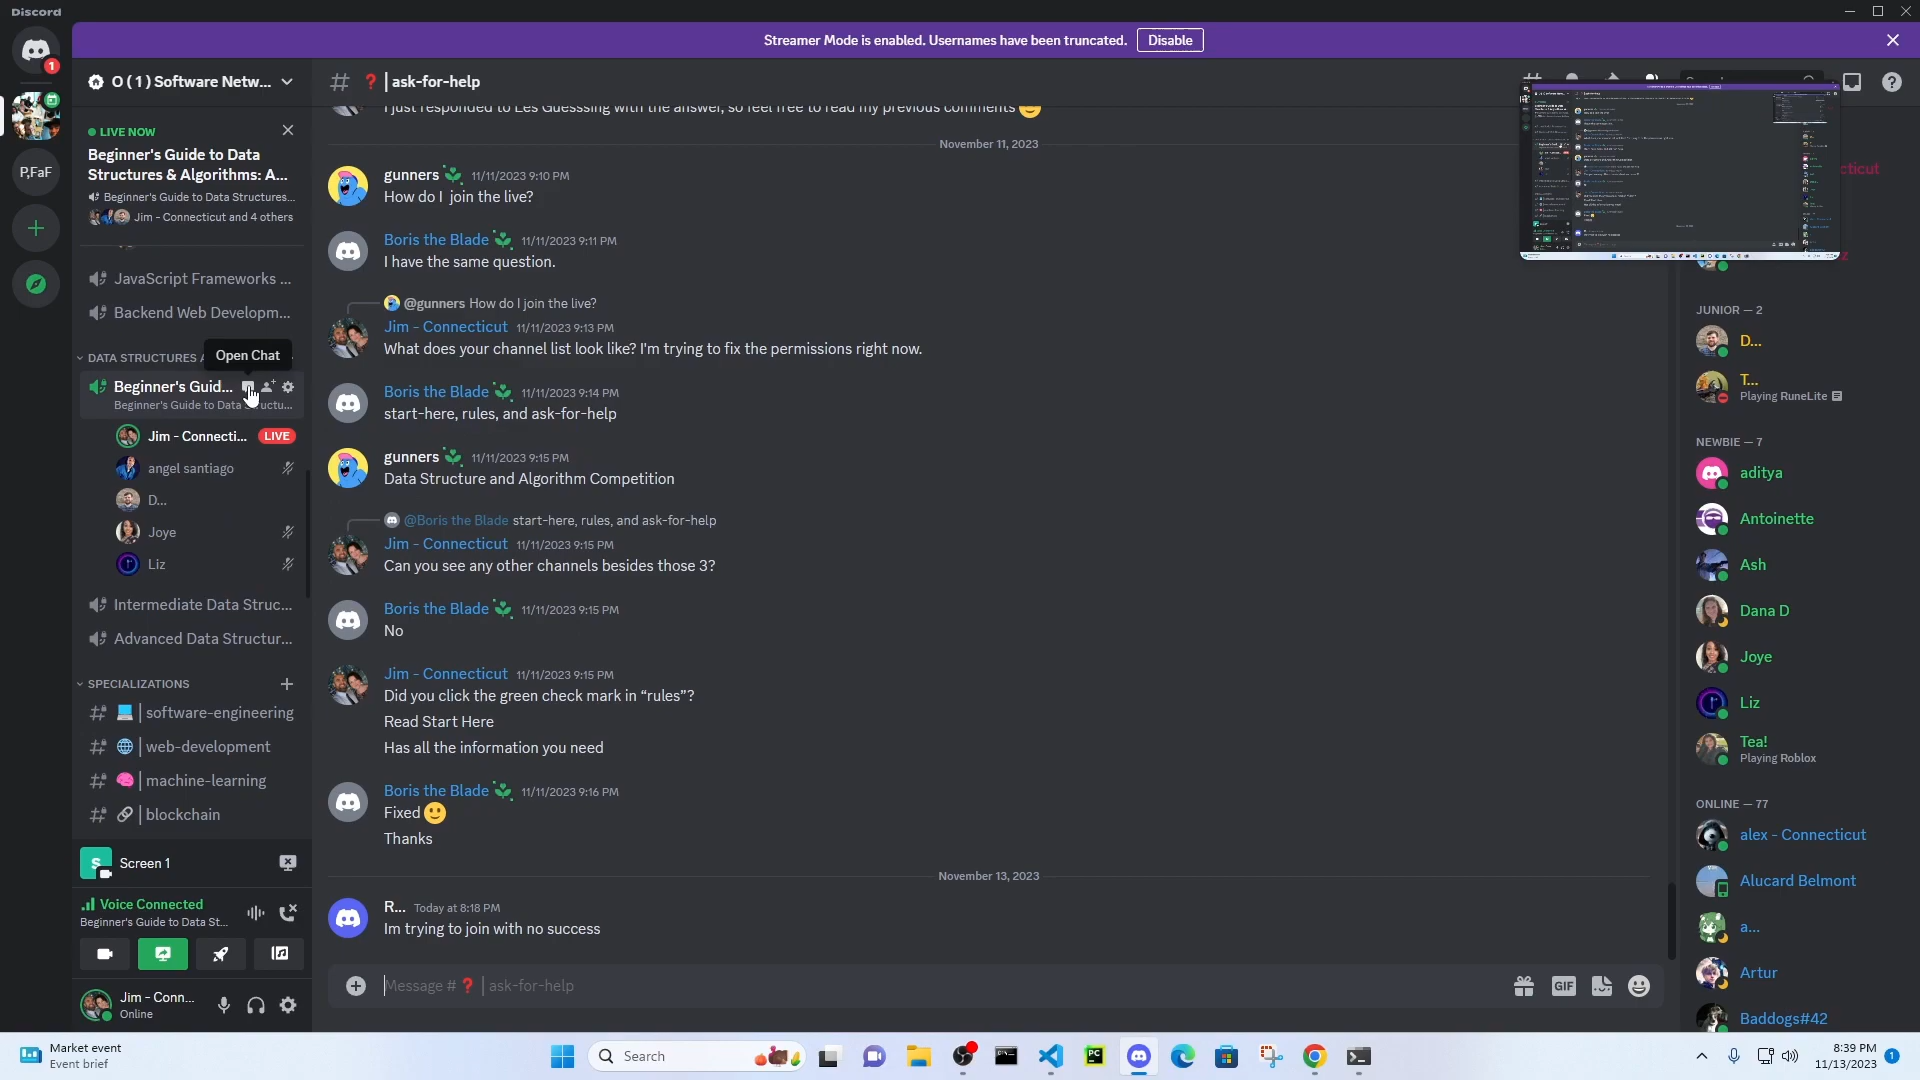 Discord
Streamer Mode is enabled. Usernames have been truncated. Disable
1
O ( 1 ) Software Netw...
❓ | ask-for-help
LIVE NOW
Beginner's Guide to Data
Structures & Algorithms: A...
Beginner's Guide to Data Structures...
Jim - Connecticut and 4 others
P,FaF
JavaScript Frameworks ...
Backend Web Developm...
DATA STRUCTURES A
Open Chat
Beginner's Guid...
Beginner's Guide to Data Structu...
Jim - Connecti... LIVE
angel santiago
D...
Joye
Liz
Intermediate Data Struc...
Advanced Data Structur...
SPECIALIZATIONS
💻 | software-engineering
🌐 | web-development
🧠 | machine-learning
🔗 | blockchain
S Screen 1
Voice Connected
Beginner's Guide to Data St...
Jim - Conn...
Online
I just responded to Les Guesssing with the answer, so feel free to read my previous comments 🙂
November 11, 2023
gunners 11/11/2023 9:10 PM
How do I join the live?
Boris the Blade 11/11/2023 9:11 PM
I have the same question.
@gunners How do I join the live?
Jim - Connecticut 11/11/2023 9:13 PM
What does your channel list look like? I'm trying to fix the permissions right now.
Boris the Blade 11/11/2023 9:14 PM
start-here, rules, and ask-for-help
gunners 11/11/2023 9:15 PM
Data Structure and Algorithm Competition
@Boris the Blade start-here, rules, and ask-for-help
Jim - Connecticut 11/11/2023 9:15 PM
Can you see any other channels besides those 3?
Boris the Blade 11/11/2023 9:15 PM
No
Jim - Connecticut 11/11/2023 9:15 PM
Did you click the green check mark in “rules”?
Read Start Here
Has all the information you need
Boris the Blade 11/11/2023 9:16 PM
Fixed 🙂
Thanks
November 13, 2023
R... Today at 8:18 PM
Im trying to join with no success
Message # ❓ | ask-for-help
GIF
cticut
JUNIOR — 2
D...
T...
Playing RuneLite
NEWBIE — 7
aditya
Antoinette
Ash
Dana D
Joye
Liz
Tea!
Playing Roblox
ONLINE — 77
alex - Connecticut
Alucard Belmont
a...
Artur
Baddogs#42
Market event
Event brief
Search
PC
8:39 PM
11/13/2023
1